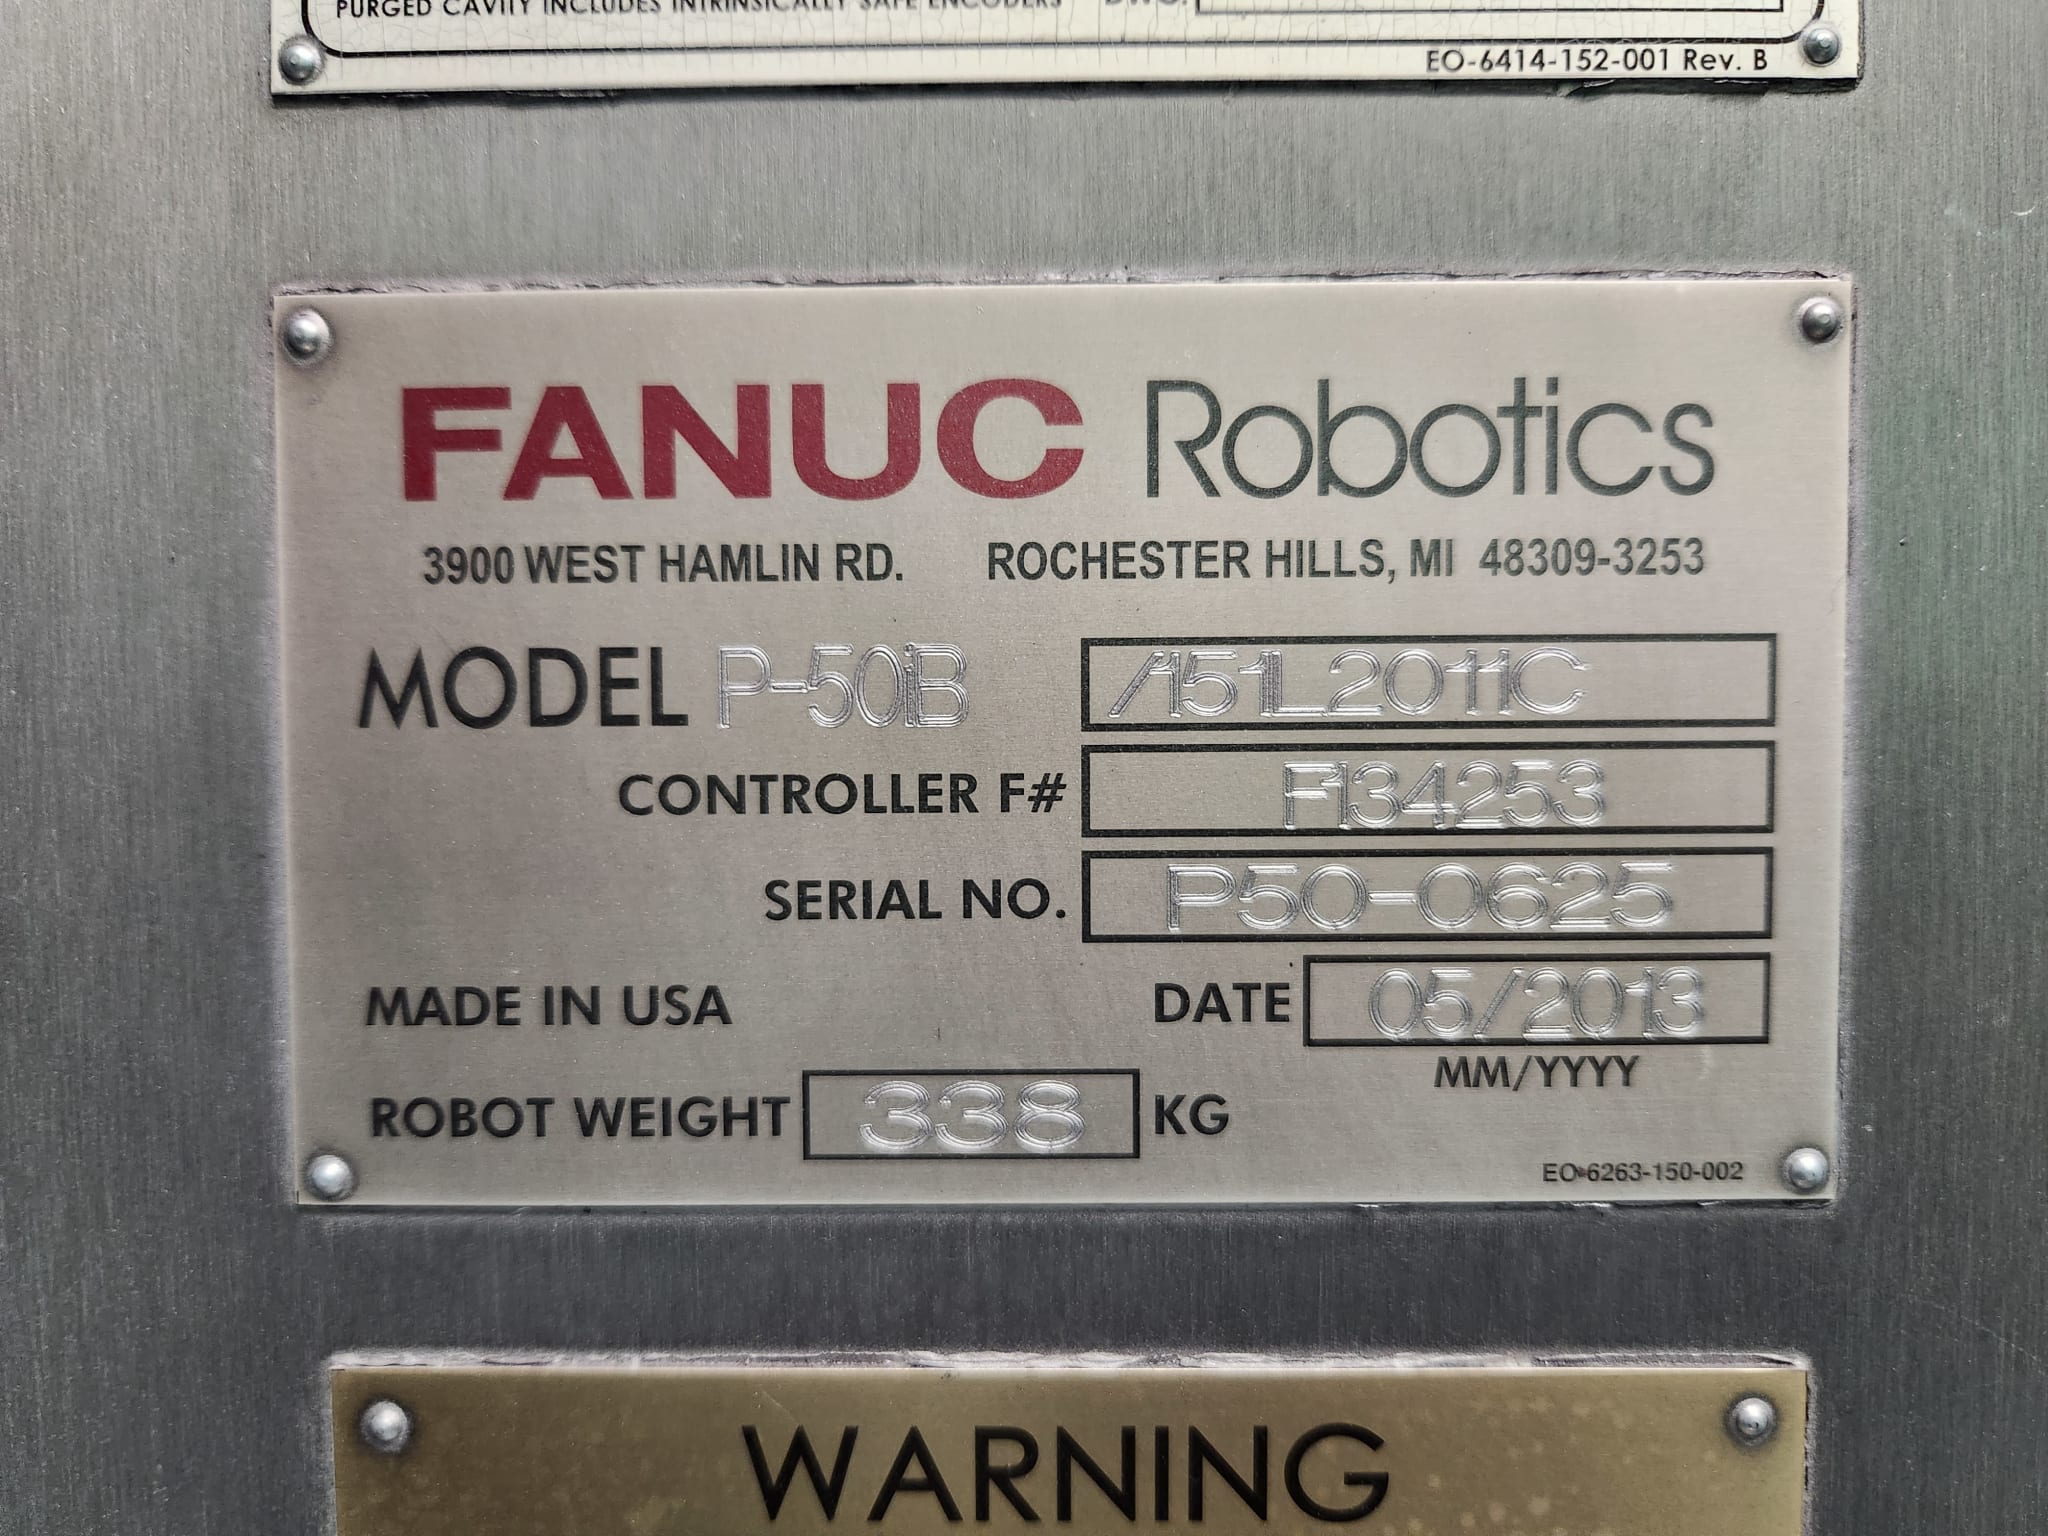 PURGED CAVITY INCLUDES INTRINSICALLY SAFE ENCODERS DWG.
EO-6414-152-001 Rev. B
FANUC Robotics
3900 WEST HAMLIN RD. ROCHESTER HILLS, MI 48309-3253
MODEL P-50iB /15iL2011C
CONTROLLER F# F134253
SERIAL NO. P50-0625
MADE IN USA DATE 05/2013
MM/YYYY
ROBOT WEIGHT 338 KG
EO-6263-150-002
WARNING